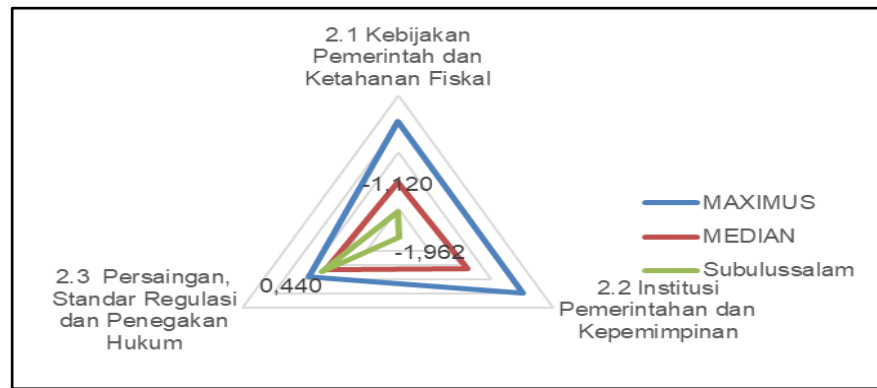 2.1 Kebijakan
Pemerintah dan
Ketahanan Fiskal
-1,120
MAXIMUS
MEDIAN
Subulussalam
-1,962
0,440
2.3 Persaingan,
Standar Regulasi
dan Penegakan
Hukum
2.2 Institusi
Pemerintahan dan
Kepemimpinan